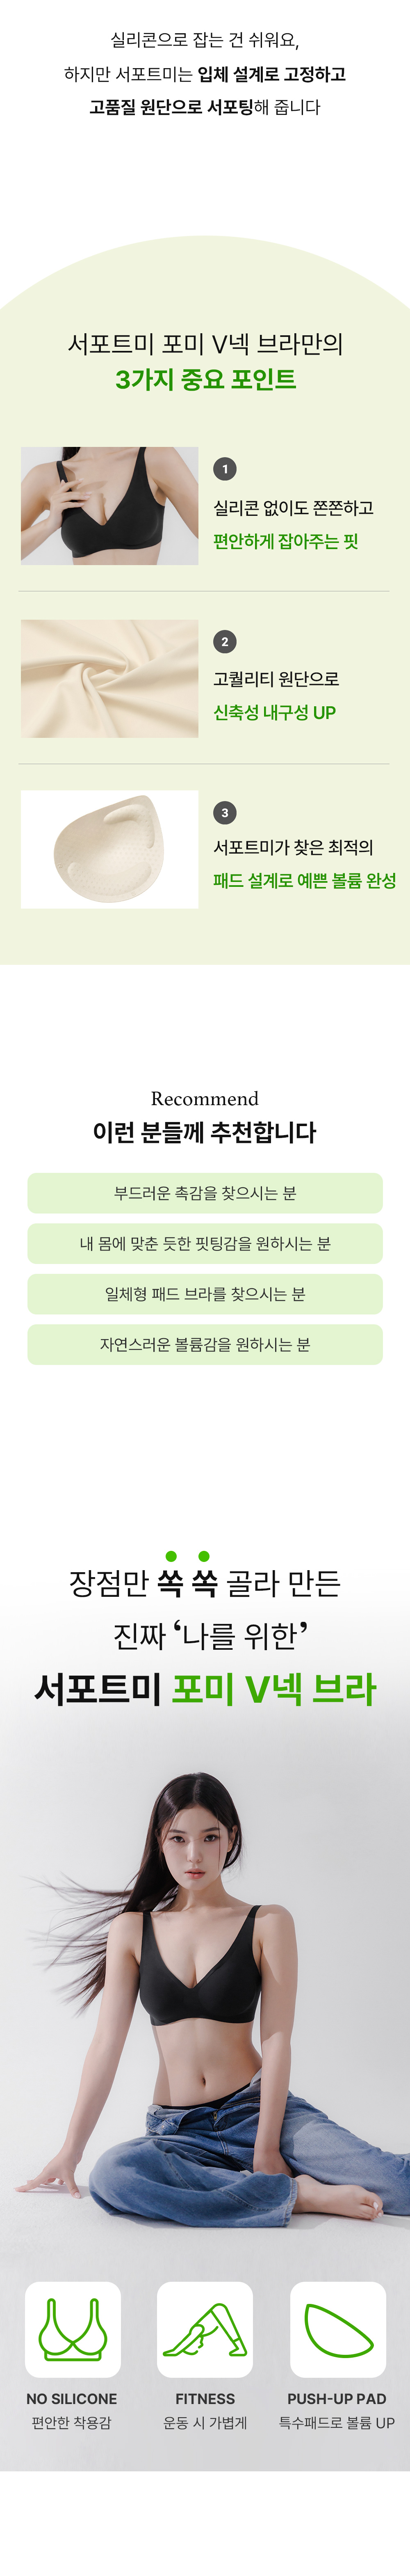 실리콘으로 잡는 건 쉬워요,
하지만 서포트미는 입체 설계로 고정하고
고품질 원단으로 서포팅해 줍니다
서포트미 포미 V넥 브라만의
3가지 중요 포인트
1
실리콘 없이도 쫀쫀하고
편안하게 잡아주는 핏
2
고퀄리티 원단으로
신축성 내구성 UP
3
서포트미가 찾은 최적의
패드 설계로 예쁜 볼륨 완성
Recommend
이런 분들께 추천합니다
부드러운 촉감을 찾으시는 분
내 몸에 맞춘 듯한 핏팅감을 원하시는 분
일체형 패드 브라를 찾으시는 분
자연스러운 볼륨감을 원하시는 분
장점만 쏙 쏙 골라 만든
진짜 ‘나를 위한’
서포트미 포미 V넥 브라
NO SILICONE
편안한 착용감
FITNESS
운동 시 가볍게
PUSH-UP PAD
특수패드로 볼륨 UP